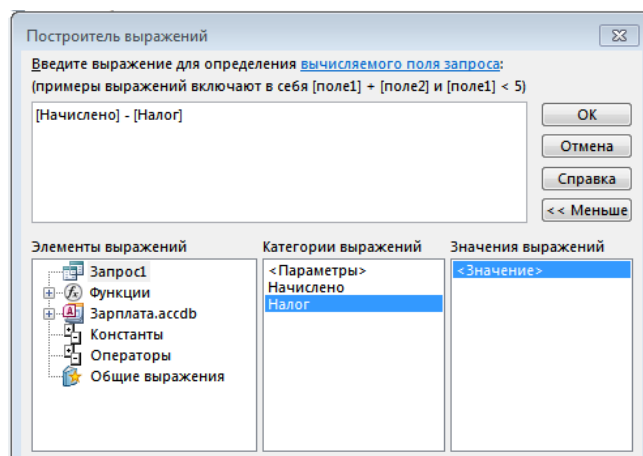 Построитель выражений
Введите выражение для определения вычисляемого поля запроса:
(примеры выражений включают в себя [поле1] + [поле2] и [поле1] < 5)
[Начислено] - [Налог]
ОК
Отмена
Справка
<< Меньше
Элементы выражений
Запрос1
Функции
Зарплата.accdb
Константы
Операторы
Общие выражения
Категории выражений
<Параметры>
Начислено
Налог
Значения выражений
<Значение>